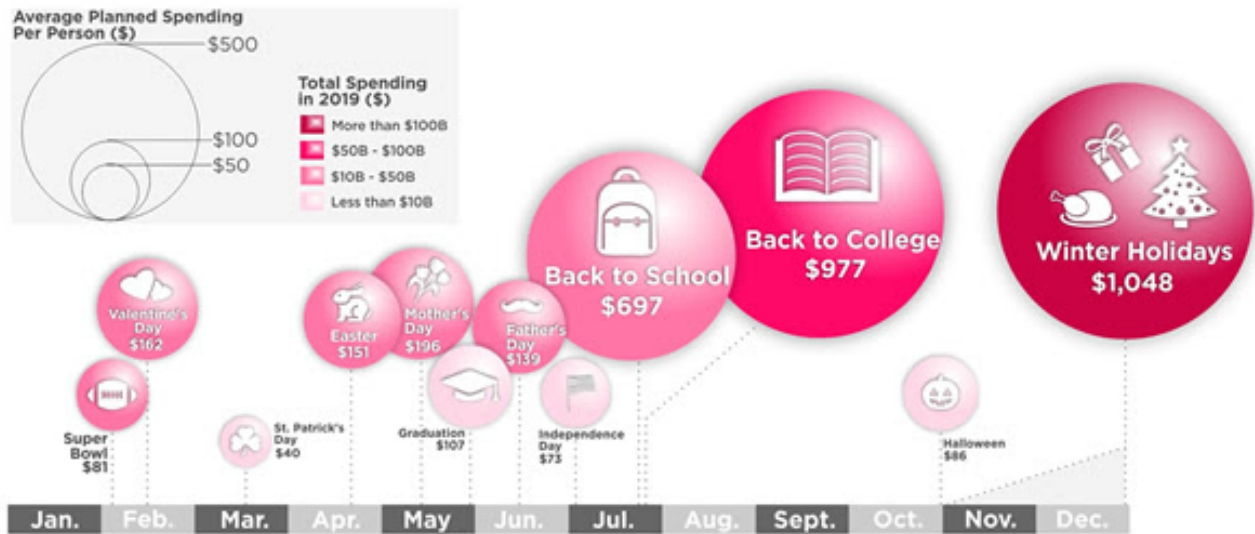 Average Planned Spending
Per Person ($)
$500
$100
$50
Total Spending
in 2019 ($)
More than $100B
$50B - $100B
$10B - $50B
Less than $10B
Valentine's
Day
$162
Super
Bowl
$81
St. Patrick's
Day
$40
Easter
$151
Mother's
Day
$196
Graduation
$107
Father's
Day
$139
Independence
Day
$73
Back to School
$697
Back to College
$977
Halloween
$86
Winter Holidays
$1,048
Jan. Feb. Mar. Apr. May Jun. Jul. Aug. Sept. Oct. Nov. Dec.